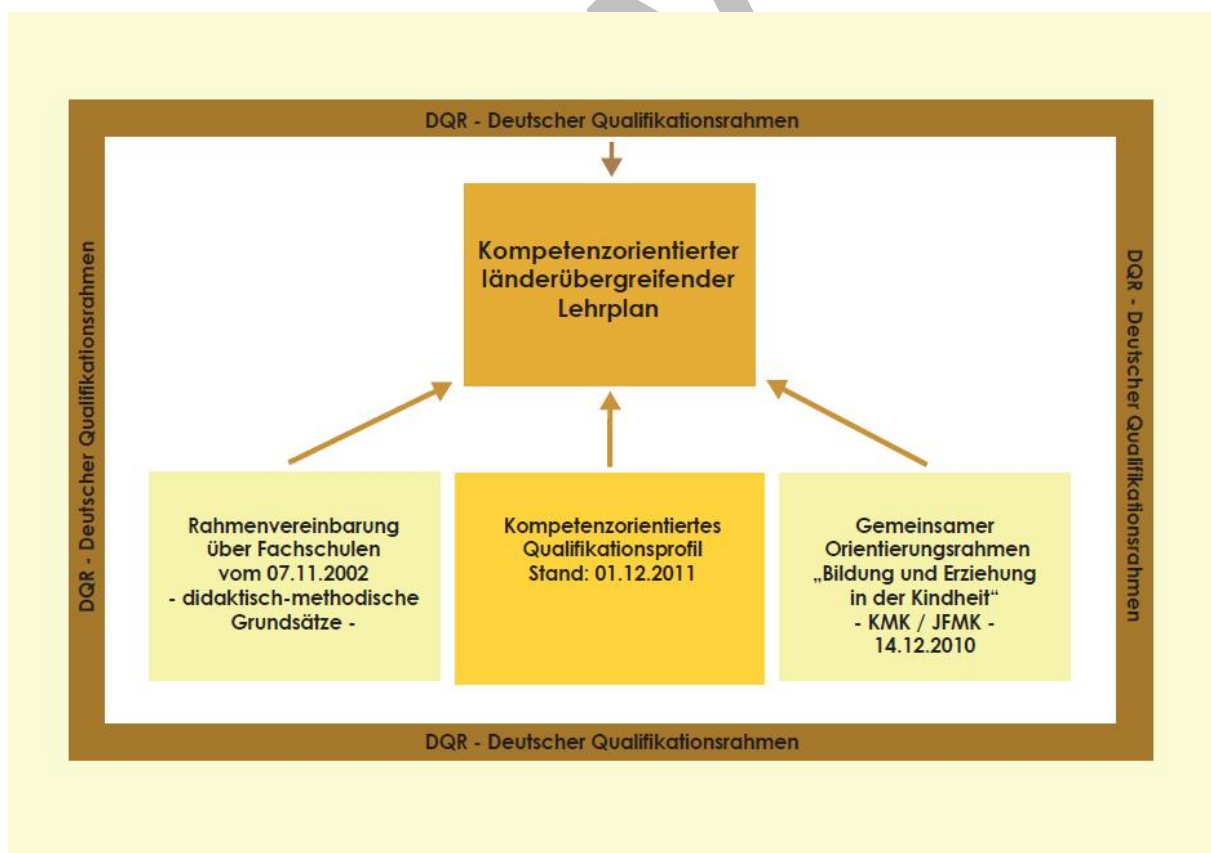 DQR - Deutscher Qualifikationsrahmen
DQR - Deutscher Qualifikationsrahmen
DQR - Deutscher Qualifikationsrahmen
Kompetenzorientierter
länderübergreifender
Lehrplan
Rahmenvereinbarung
über Fachschulen
vom 07.11.2002
- didaktisch-methodische
Grundsätze -
Kompetenzorientiertes
Qualifikationsprofil
Stand: 01.12.2011
Gemeinsamer
Orientierungsrahmen
„Bildung und Erziehung
in der Kindheit“
- KMK / JFMK -
14.12.2010
DQR - Deutscher Qualifikationsrahmen